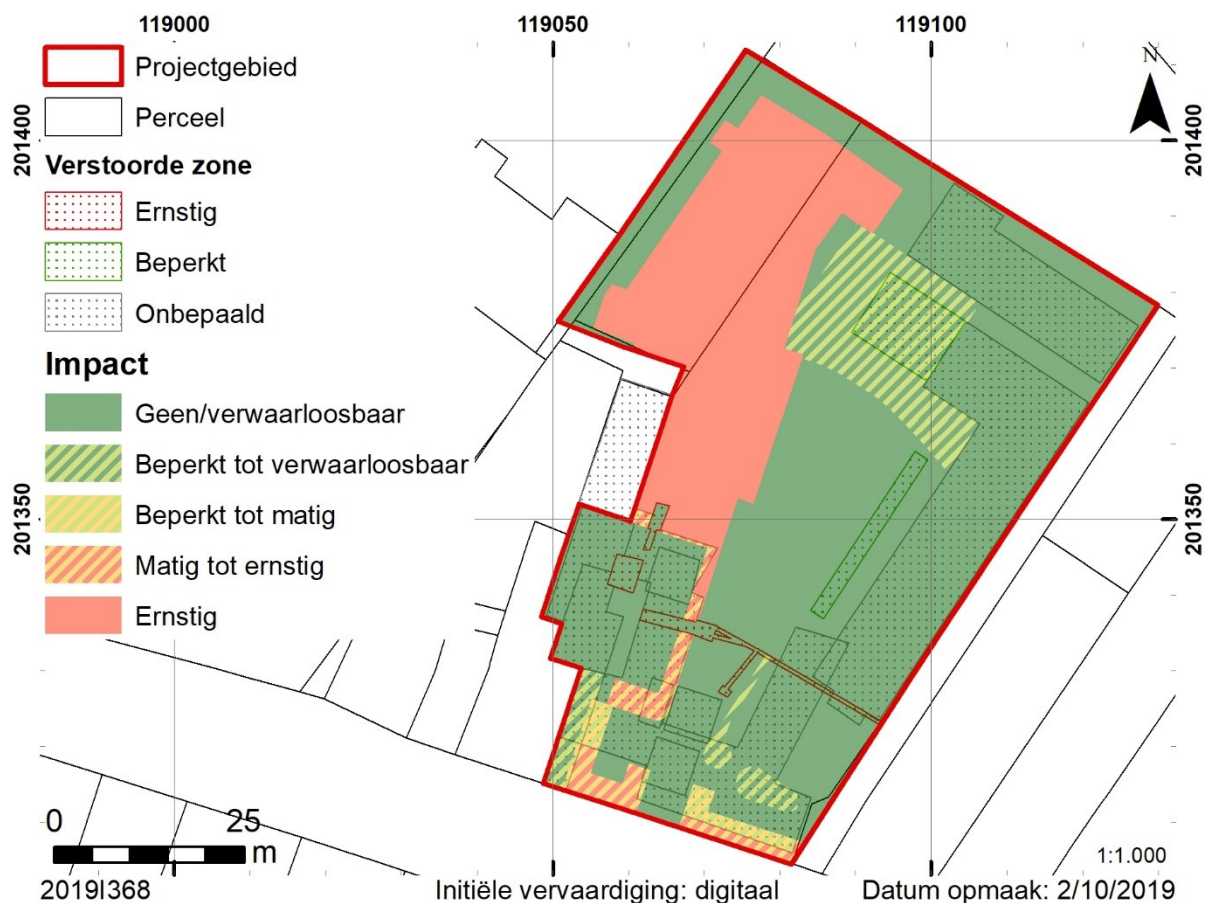 119000 119050 119100
Projectgebied
N
Perceel
201400 201400
Verstoorde zone
Ernstig
Beperkt
Onbepaald
Impact
Geen/verwaarloosbaar
Beperkt tot verwaarloosbaar
Beperkt tot matig
201350 201350
Matig tot ernstig
Ernstig
0 25
m
1:1.000
2019I368 Initiële vervaardiging: digitaal Datum opmaak: 2/10/2019